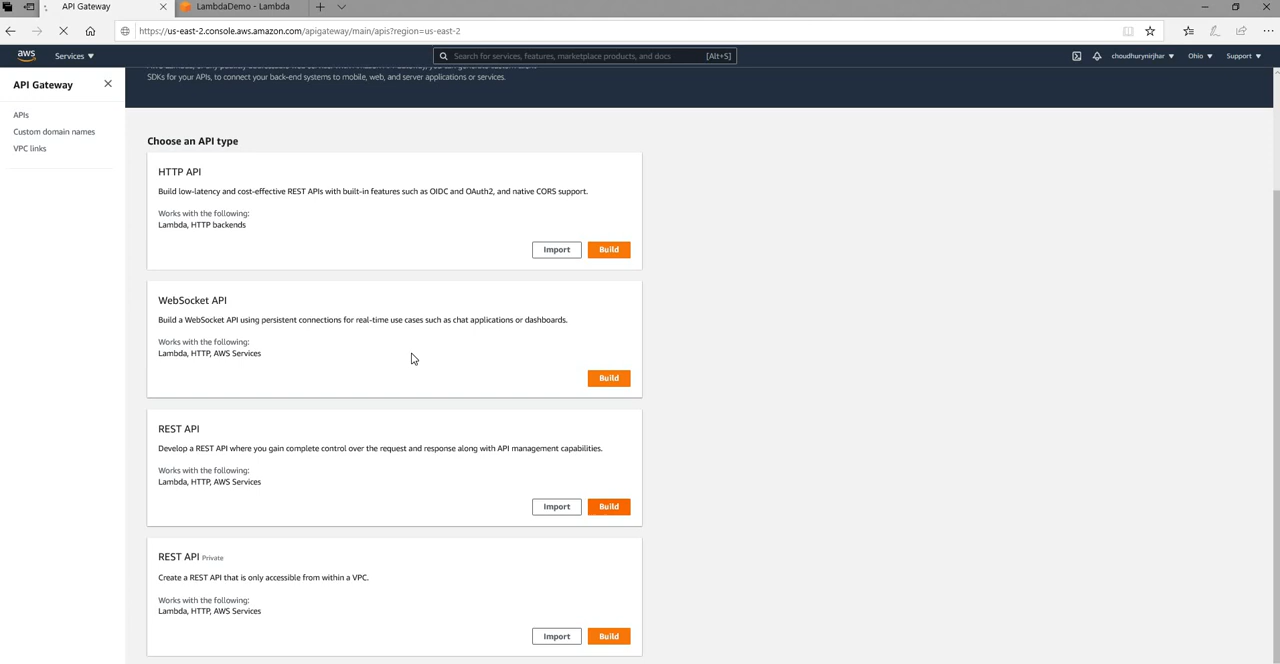 API Gateway
LambdaDemo - Lambda
https://us-east-2.console.aws.amazon.com/apigateway/main/apis?region=us-east-2
aws
Services
Search for services, features, marketplace products, and docs
[Alt+S]
choudhurynirjhar
Ohio
Support
API Gateway
APIs
Custom domain names
VPC links
SDKs for your APIs, to connect your back-end systems to mobile, web, and server applications or services.
Choose an API type
HTTP API
Build low-latency and cost-effective REST APIs with built-in features such as OIDC and OAuth2, and native CORS support.
Works with the following:
Lambda, HTTP backends
Import
Build
WebSocket API
Build a WebSocket API using persistent connections for real-time use cases such as chat applications or dashboards.
Works with the following:
Lambda, HTTP, AWS Services
Build
REST API
Develop a REST API where you gain complete control over the request and response along with API management capabilities.
Works with the following:
Lambda, HTTP, AWS Services
Import
Build
REST API Private
Create a REST API that is only accessible from within a VPC.
Works with the following:
Lambda, HTTP, AWS Services
Import
Build